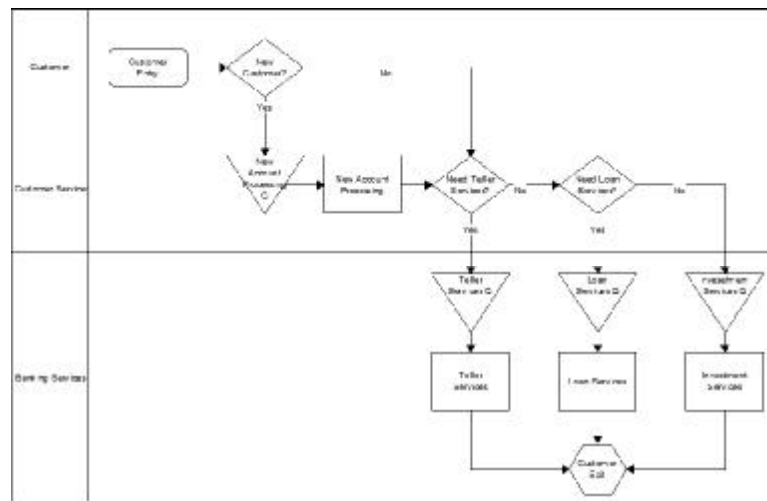 Customer
Customer
Entry
New
Customer?
No
Yes
Customer Service
New
Account
Processing
Q
New Account
Processing
Need Teller
Services?
No
Need Loan
Services?
No
Yes
Yes
Banking Services
Teller
Services Q
Loan
Services Q
Investment
Services Q
Teller
Services
Loan Services
Investment
Services
Customer
Exit